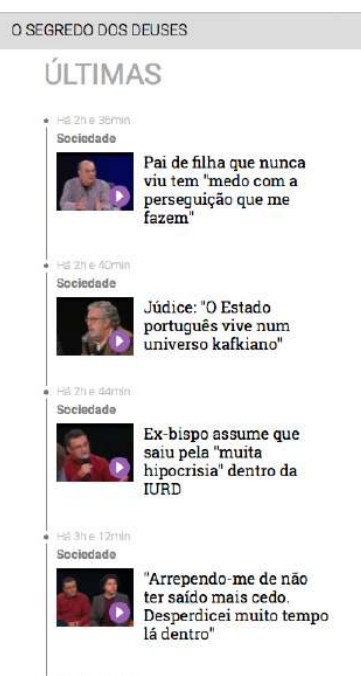 O SEGREDO DOS DEUSES
ÚLTIMAS
Há 2h e 36min
Sociedade
Pai de filha que nunca
viu tem "medo com a
perseguição que me
fazem"
Há 2h e 40min
Sociedade
Júdice: "O Estado
português vive num
universo kafkiano"
Há 2h e 44min
Sociedade
Ex-bispo assume que
saiu pela "muita
hipocrisia" dentro da
IURD
Há 3h e 12min
Sociedade
"Arrependo-me de não
ter saído mais cedo.
Desperdicei muito tempo
lá dentro"